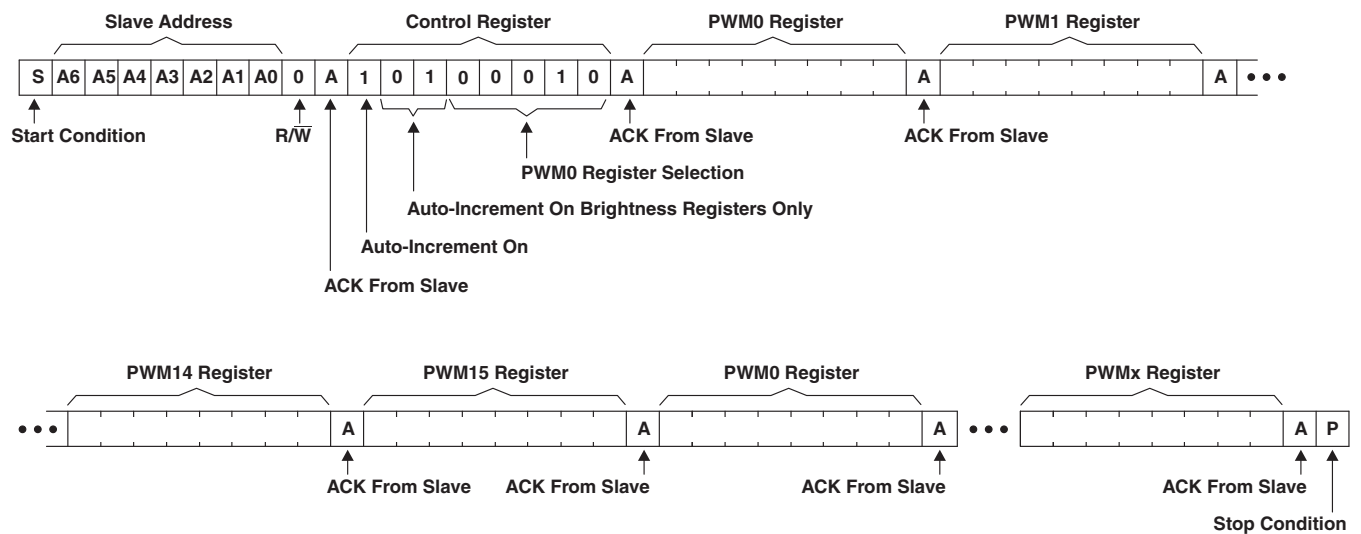 Slave Address Control Register PWM0 Register PWM1 Register
S A6 A5 A4 A3 A2 A1 A0 0 A 1 0 1 0 0 0 1 0 A A A •••
Start Condition R/W̅ ACK From Slave ACK From Slave
PWM0 Register Selection
Auto-Increment On Brightness Registers Only
Auto-Increment On
ACK From Slave
PWM14 Register PWM15 Register PWM0 Register PWMx Register
••• A A A ••• A P
ACK From Slave ACK From Slave ACK From Slave ACK From Slave
Stop Condition